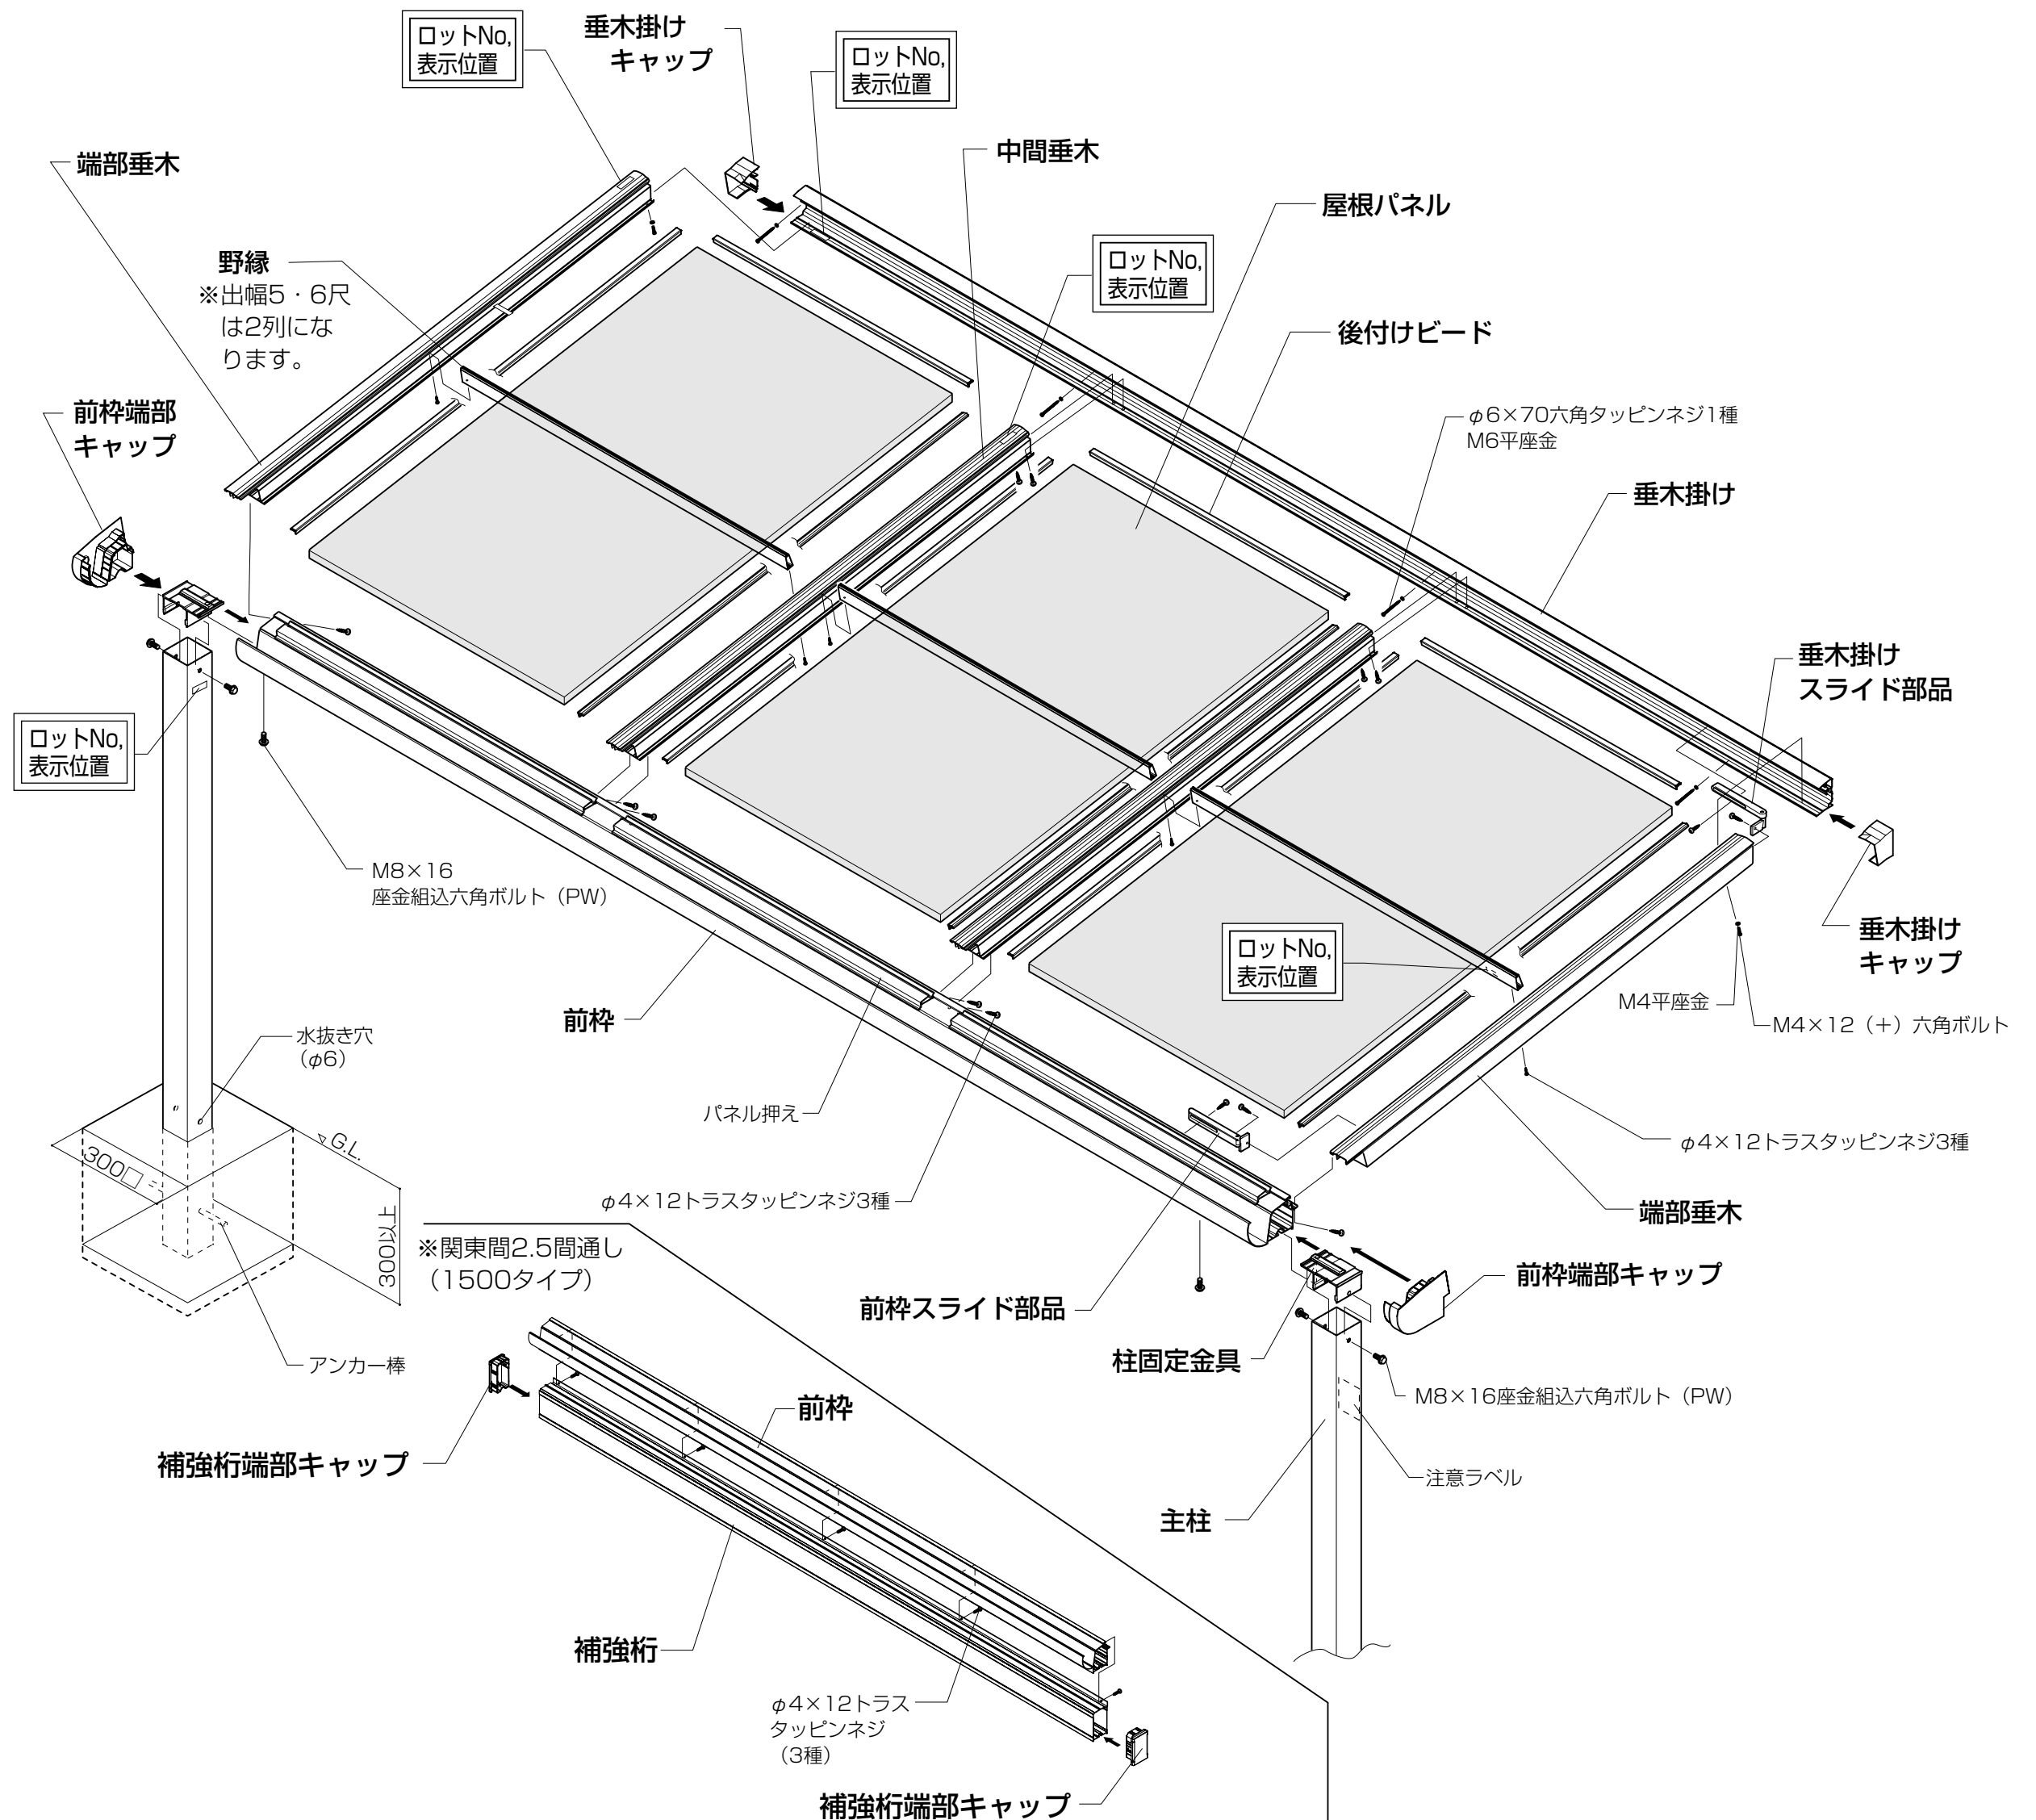 ロットNo,
表示位置
垂木掛け
キャップ
ロットNo,
表示位置
端部垂木
中間垂木
屋根パネル
野縁
※出幅5・6尺
は2列にな
ります。
ロットNo,
表示位置
後付けビード
前枠端部
キャップ
φ6×70六角タッピンネジ1種
M6平座金
垂木掛け
垂木掛け
スライド部品
ロットNo,
表示位置
M8×16
座金組込六角ボルト（PW）
垂木掛け
キャップ
ロットNo,
表示位置
M4平座金
M4×12（+）六角ボルト
前枠
水抜き穴
（φ6）
パネル押え
G.L.
300□
300以上
φ4×12トラスタッピンネジ3種
φ4×12トラスタッピンネジ3種
端部垂木
※関東間2.5間通し
（1500タイプ）
前枠端部キャップ
前枠スライド部品
柱固定金具
アンカー棒
M8×16座金組込六角ボルト（PW）
前枠
補強桁端部キャップ
注意ラベル
主柱
補強桁
φ4×12トラス
タッピンネジ
（3種）
補強桁端部キャップ